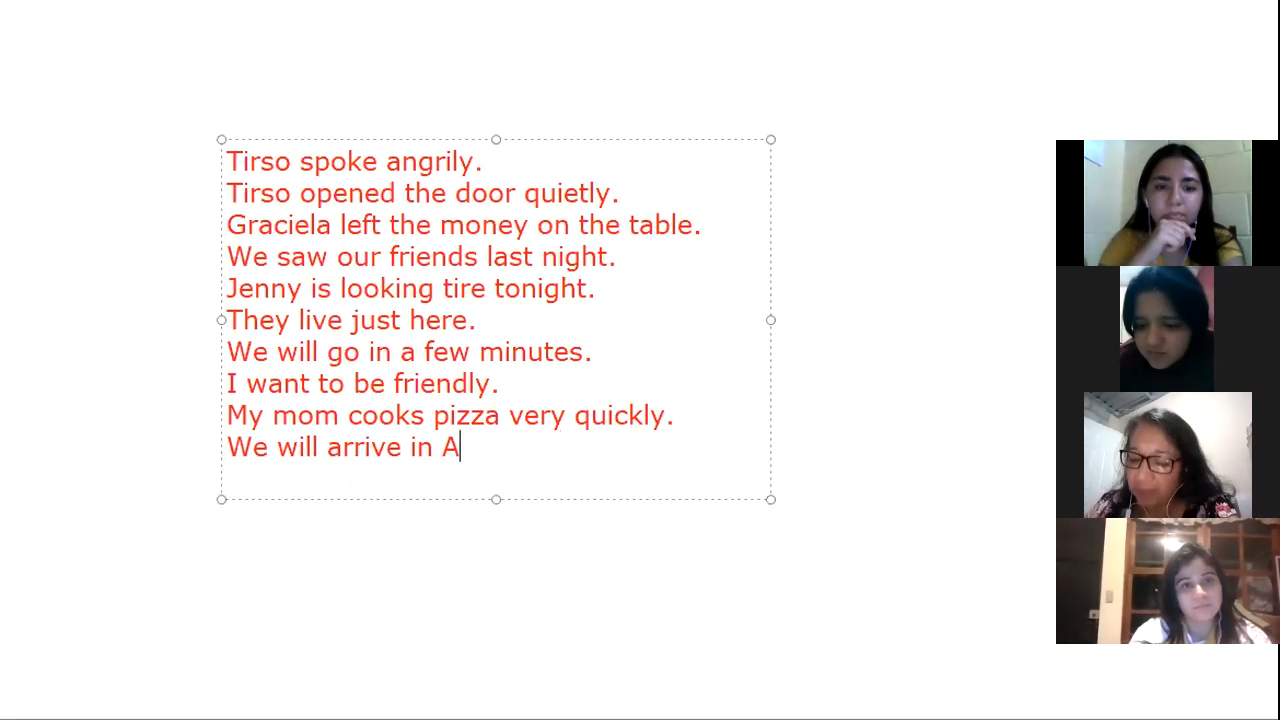 Tirso spoke angrily.
Tirso opened the door quietly.
Graciela left the money on the table.
We saw our friends last night.
Jenny is looking tire tonight.
They live just here.
We will go in a few minutes.
I want to be friendly.
My mom cooks pizza very quickly.
We will arrive in A